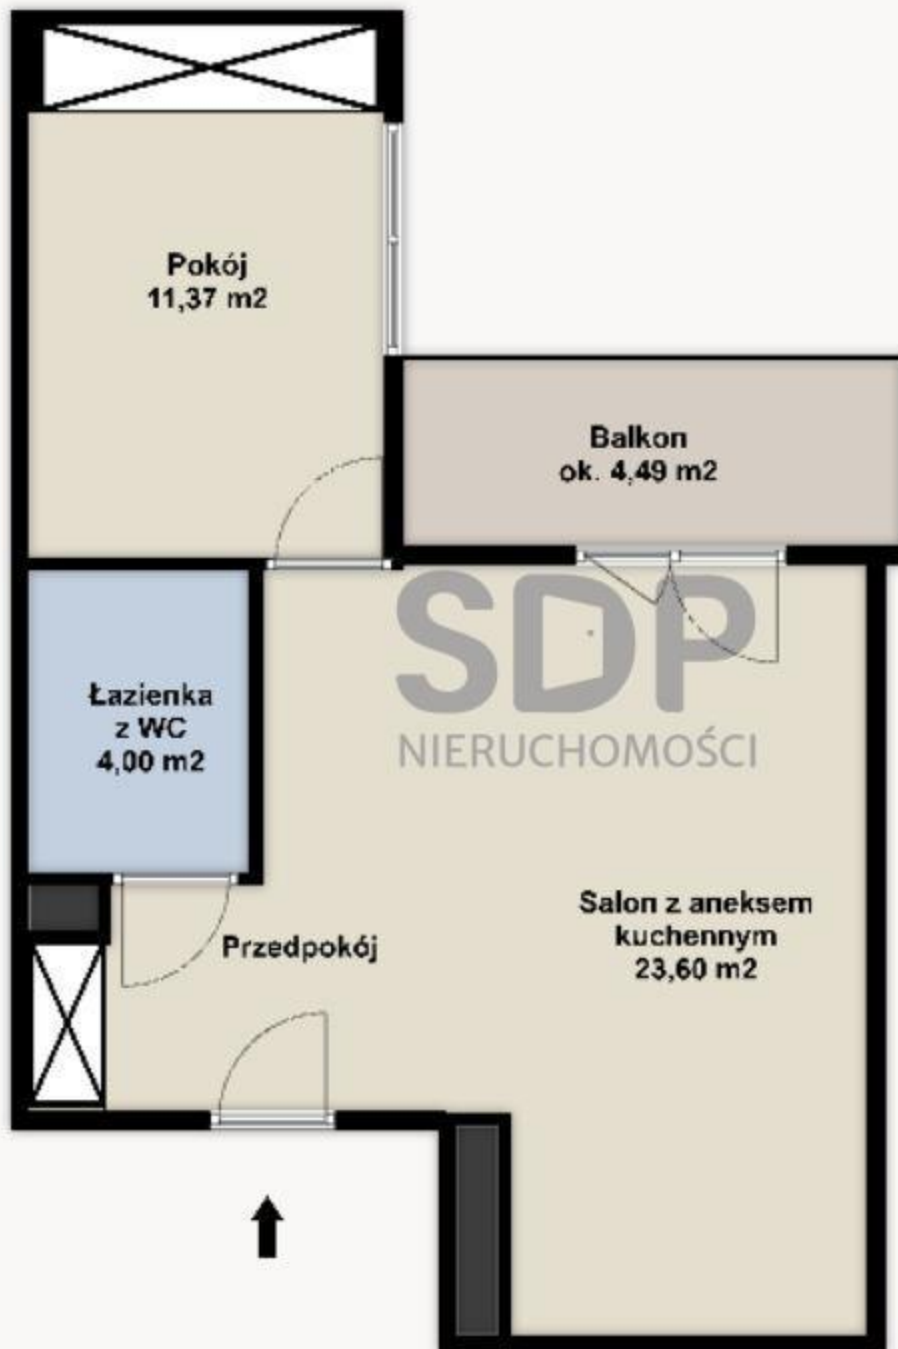 Pokój
11,37 m2
Balkon
ok. 4,49 m2
SDP
NIERUCHOMOŚCI
Łazienka
z WC
4,00 m2
Przedpokój
Salon z aneksem
kuchennym
23,60 m2